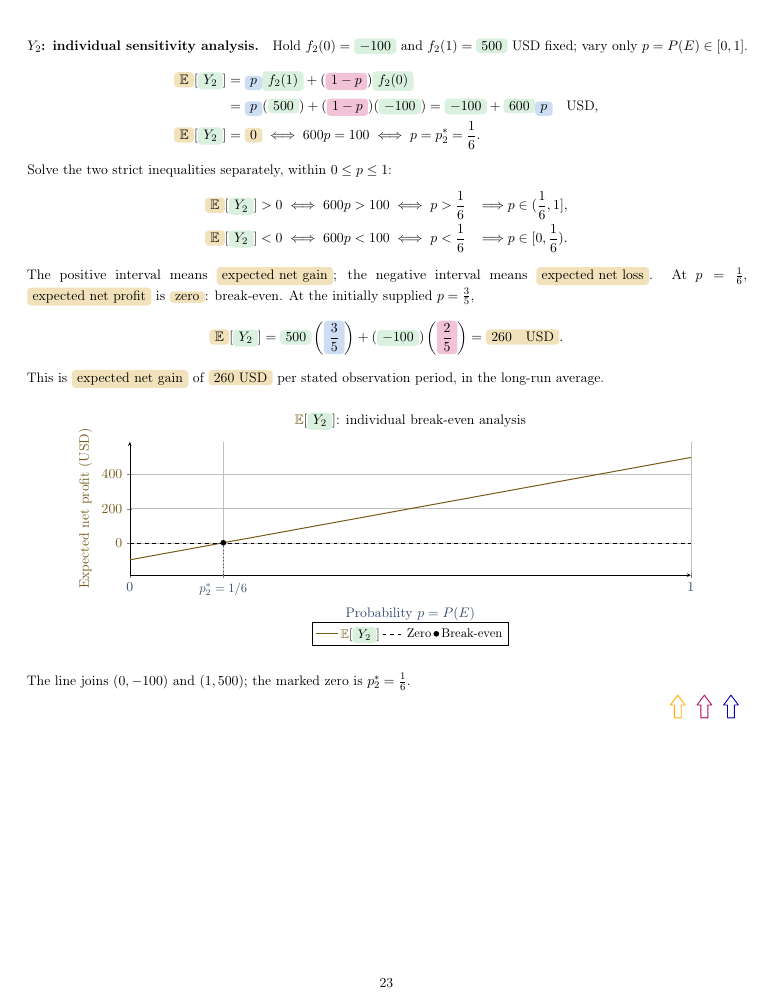 Y₂: individual sensitivity analysis. Hold f₂(0) = −100 and f₂(1) = 500 USD fixed; vary only p = P(E) ∈ [0, 1].
𝔼[Y₂] = p f₂(1) + (1 − p) f₂(0)
= p(500) + (1 − p)(−100) = −100 + 600 p USD,
𝔼[Y₂] = 0 ⟺ 600p = 100 ⟺ p = p₂* = 1/6.
Solve the two strict inequalities separately, within 0 ≤ p ≤ 1:
𝔼[Y₂] > 0 ⟺ 600p > 100 ⟺ p > 1/6 ⟹ p ∈ (1/6, 1],
𝔼[Y₂] < 0 ⟺ 600p < 100 ⟺ p < 1/6 ⟹ p ∈ [0, 1/6).
The positive interval means expected net gain; the negative interval means expected net loss. At p = 1/6,
expected net profit is zero: break-even. At the initially supplied p = 3/5,
𝔼[Y₂] = 500 (3/5) + (−100) (2/5) = 260 USD.
This is expected net gain of 260 USD per stated observation period, in the long-run average.
𝔼[Y₂]: individual break-even analysis
Expected net profit (USD)
400
200
0
0 p₂* = 1/6 1
Probability p = P(E)
𝔼[Y₂] Zero Break-even
The line joins (0, −100) and (1, 500); the marked zero is p₂* = 1/6.
23